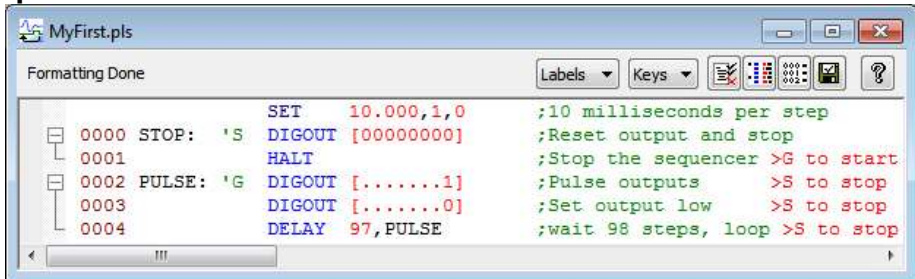 MyFirst.pls
Formatting Done Labels Keys ?
SET 10.000,1,0 ;10 milliseconds per step
0000 STOP: 'S DIGOUT [00000000] ;Reset output and stop
0001 HALT ;Stop the sequencer >G to start
0002 PULSE: 'G DIGOUT [.......1] ;Pulse outputs >S to stop
0003 DIGOUT [.......0] ;Set output low >S to stop
0004 DELAY 97,PULSE ;wait 98 steps, loop >S to stop